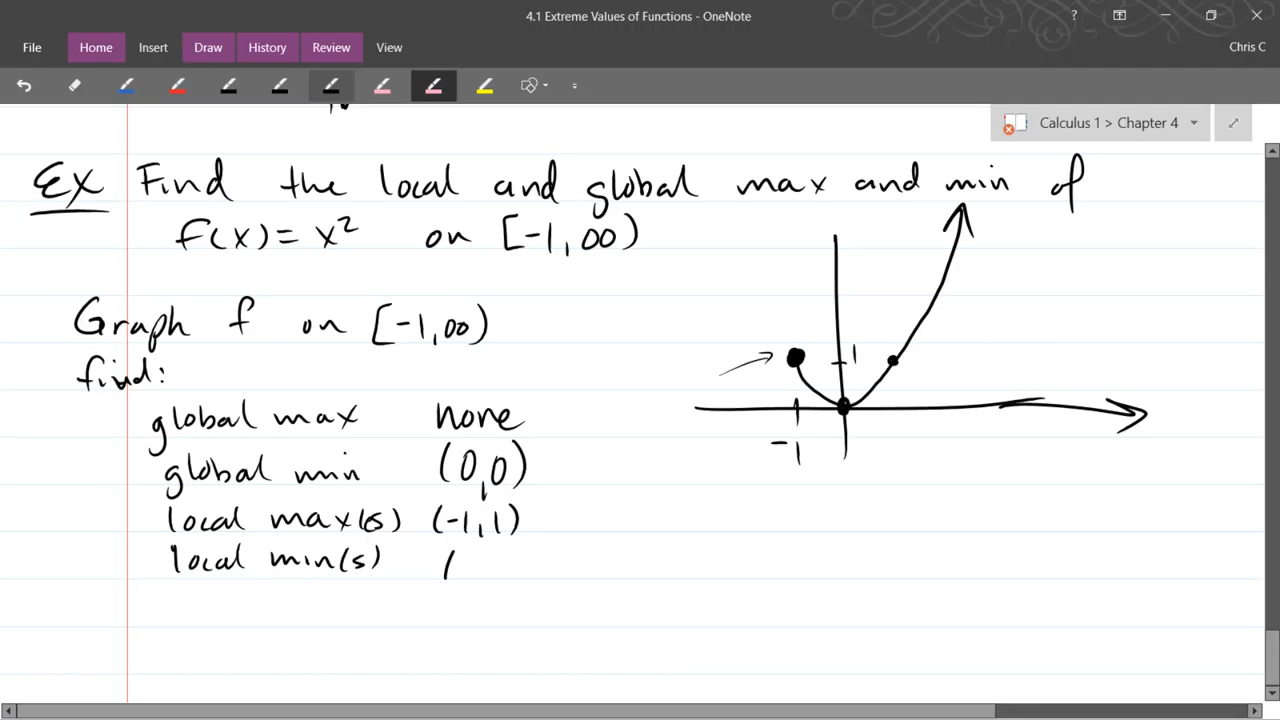 4.1 Extreme Values of Functions - OneNote
?
File Home Insert Draw History Review View
Chris C
Calculus 1 > Chapter 4
EX Find the local and global max and min of
f(x) = x² on [-1, ∞)
Graph f on [-1, ∞)
find:
global max none
global min (0,0)
local max(s) (-1,1)
local min(s) (
1
-1